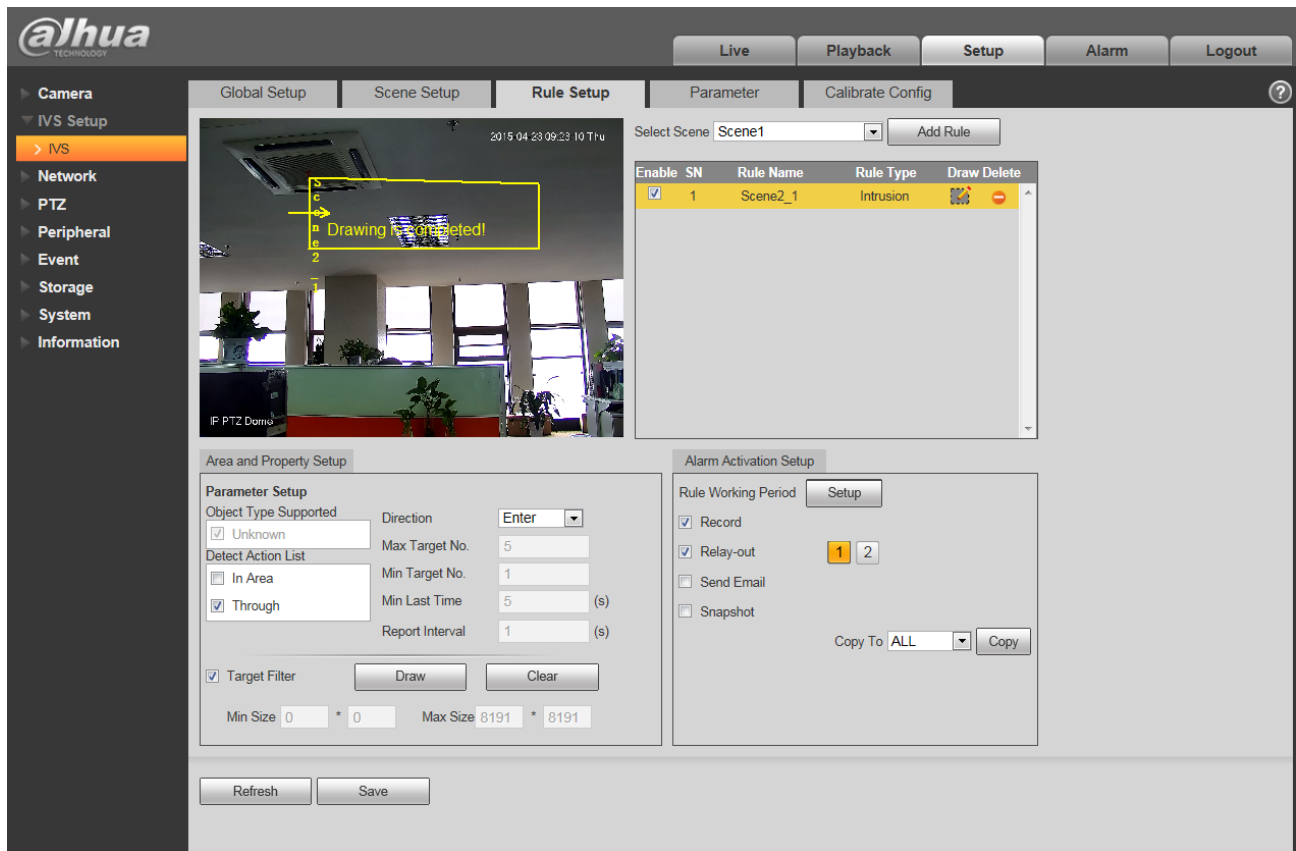 alhua
TECHNOLOGY
Live Playback Setup Alarm Logout
Camera
IVS Setup
IVS
Network
PTZ
Peripheral
Event
Storage
System
Information
Global Setup Scene Setup Rule Setup Parameter Calibrate Config ?
2015-04-23 09:23:10 Thu
Scene2_1
Drawing is completed!
IP PTZ Dome
Select Scene Scene1 Add Rule
Enable SN Rule Name Rule Type Draw Delete
1 Scene2_1 Intrusion
Area and Property Setup
Parameter Setup
Object Type Supported
Unknown
Detect Action List
In Area
Through
Direction Enter
Max Target No. 5
Min Target No. 1
Min Last Time 5 (s)
Report Interval 1 (s)
Target Filter Draw Clear
Min Size 0 * 0 Max Size 8191 * 8191
Alarm Activation Setup
Rule Working Period Setup
Record
Relay-out 1 2
Send Email
Snapshot
Copy To ALL Copy
Refresh Save